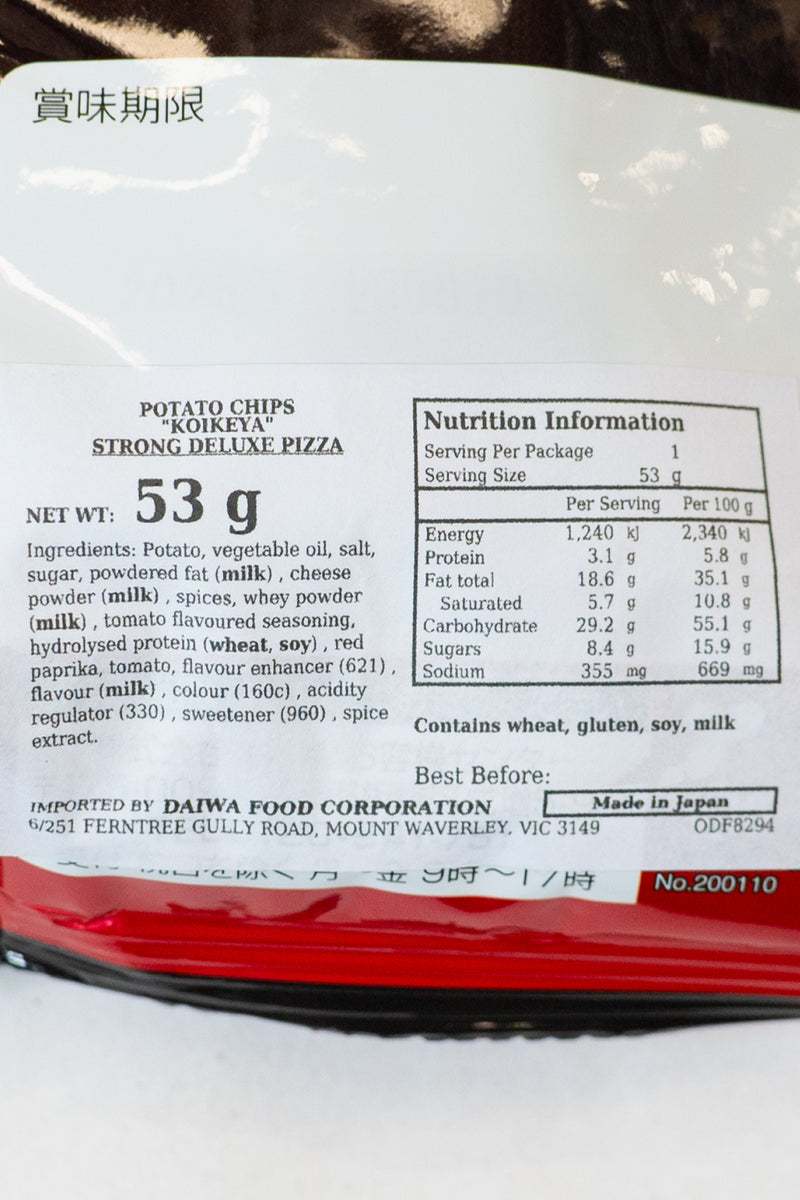 賞味期限
POTATO CHIPS
"KOIKEYA"
STRONG DELUXE PIZZA
NET WT: 53 g
Ingredients: Potato, vegetable oil, salt,
sugar, powdered fat (milk) , cheese
powder (milk) , spices, whey powder
(milk) , tomato flavoured seasoning,
hydrolysed protein (wheat, soy) , red
paprika, tomato, flavour enhancer (621) ,
flavour (milk) , colour (160c) , acidity
regulator (330) , sweetener (960) , spice
extract.
Nutrition Information
Serving Per Package 1
Serving Size 53 g
Per Serving Per 100 g
Energy 1,240 kJ 2,340 kJ
Protein 3.1 g 5.8 g
Fat total 18.6 g 35.1 g
Saturated 5.7 g 10.8 g
Carbohydrate 29.2 g 55.1 g
Sugars 8.4 g 15.9 g
Sodium 355 mg 669 mg
Contains wheat, gluten, soy, milk
Best Before:
Made in Japan
IMPORTED BY DAIWA FOOD CORPORATION
6/251 FERNTREE GULLY ROAD, MOUNT WAVERLEY, VIC 3149 ODF8294
9時〜17時
No.200110